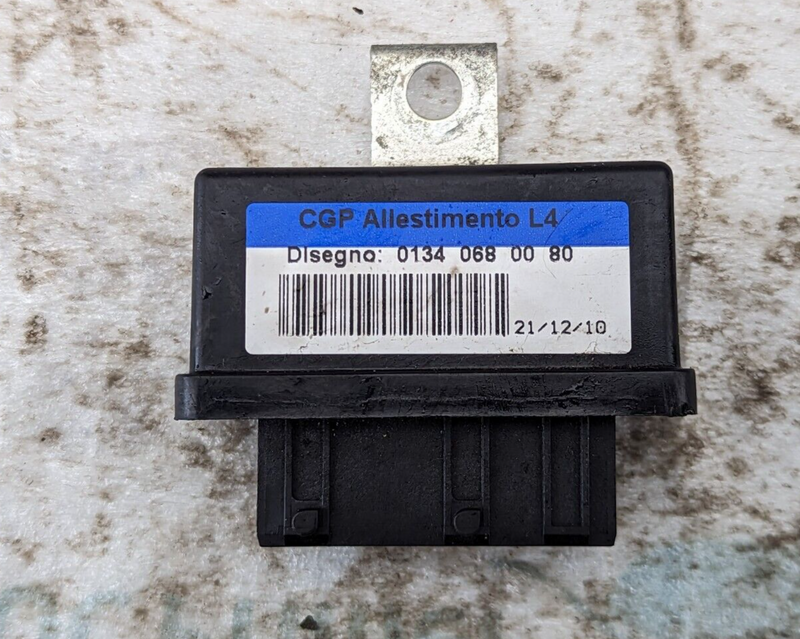 CGP Allestimento L4
Disegno: 0134 068 00 80
21/12/10